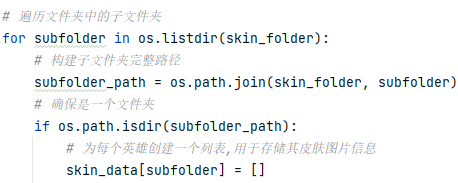 # 遍历文件夹中的子文件夹
for subfolder in os.listdir(skin_folder):
    # 构建子文件夹完整路径
    subfolder_path = os.path.join(skin_folder, subfolder)
    # 确保是一个文件夹
    if os.path.isdir(subfolder_path):
        # 为每个英雄创建一个列表,用于存储其皮肤图片信息
        skin_data[subfolder] = []